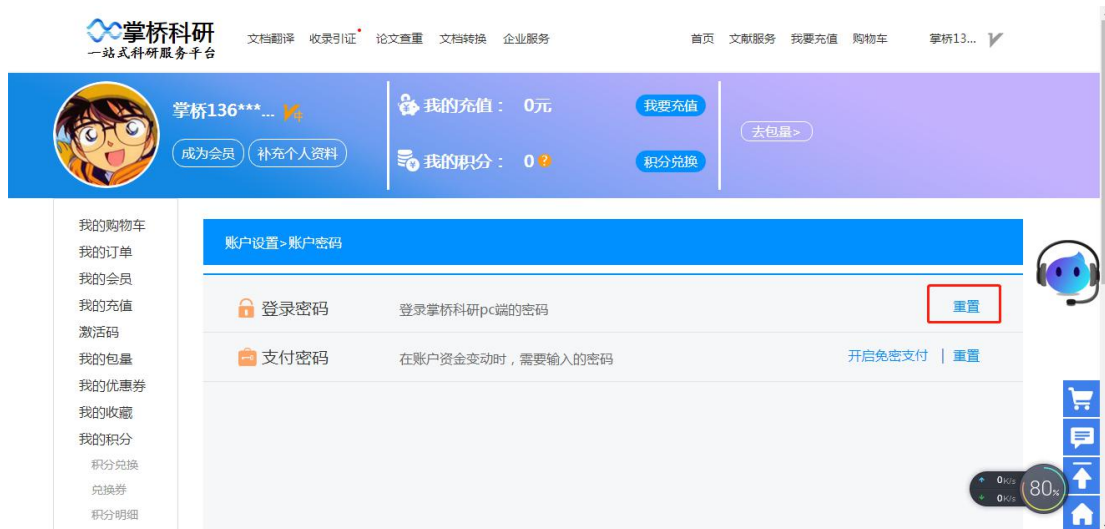 掌桥科研
一站式科研服务平台
文档翻译 收录引证 论文查重 文档转换 企业服务
首页 文献服务 我要充值 购物车 掌桥13... V
掌桥136***...
我的充值： 0元 我要充值
去包量>
成为会员 补充个人资料
我的积分： 0 ? 积分兑换
我的购物车
我的订单
我的会员
我的充值
激活码
我的包量
我的优惠券
我的收藏
我的积分
积分兑换
兑换券
积分明细
账户设置>账户密码
登录密码 登录掌桥科研pc端的密码 重置
支付密码 在账户资金变动时，需要输入的密码 开启免密支付 | 重置
0K/s
0K/s
80%